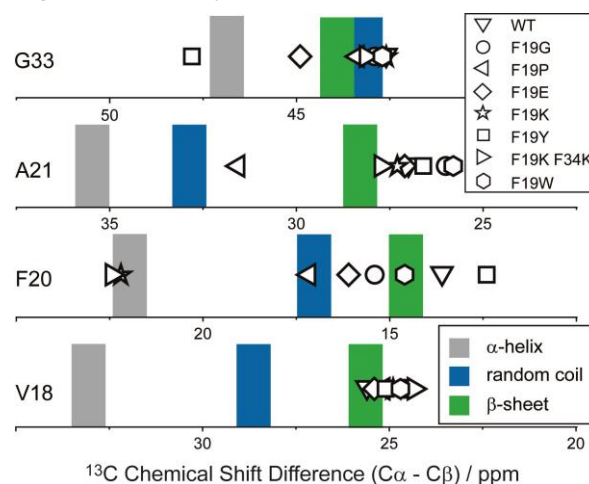 G33
50
45
A21
35
30
25
F20
20
15
V18
30
25
20
WT
F19G
F19P
F19E
F19K
F19Y
F19K F34K
F19W
α-helix
random coil
β-sheet
¹³C Chemical Shift Difference (Cα - Cβ) / ppm